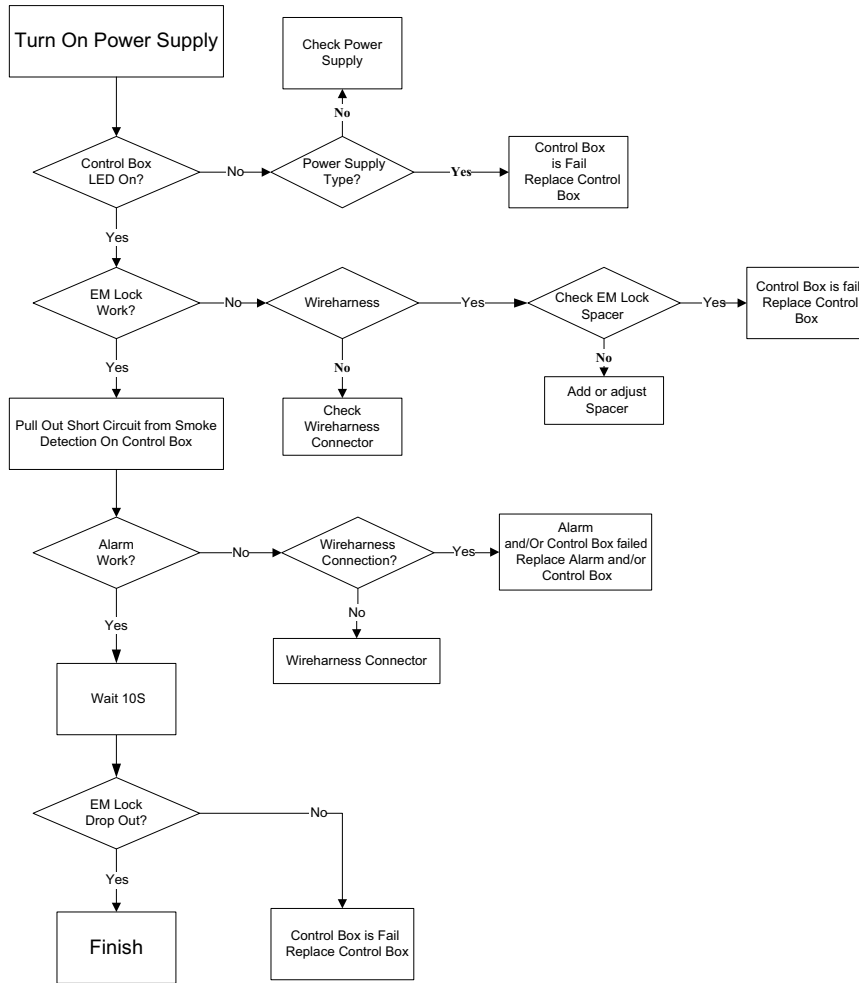 Turn On Power Supply
Check Power
Supply
No
Control Box
LED On?
No
Power Supply
Type?
Yes
Control Box
is Fail
Replace Control
Box
Yes
EM Lock
Work?
No
Wireharness
Yes
Check EM Lock
Spacer
Yes
Control Box is fail
Replace Control
Box
Yes
No
No
Pull Out Short Circuit from Smoke
Detection On Control Box
Check
Wireharness
Connector
Add or adjust
Spacer
Alarm
Work?
No
Wireharness
Connection?
Yes
Alarm
and/Or Control Box failed
Replace Alarm and/or
Control Box
Yes
No
Wireharness Connector
Wait 10S
EM Lock
Drop Out?
No
Yes
Finish
Control Box is Fail
Replace Control Box